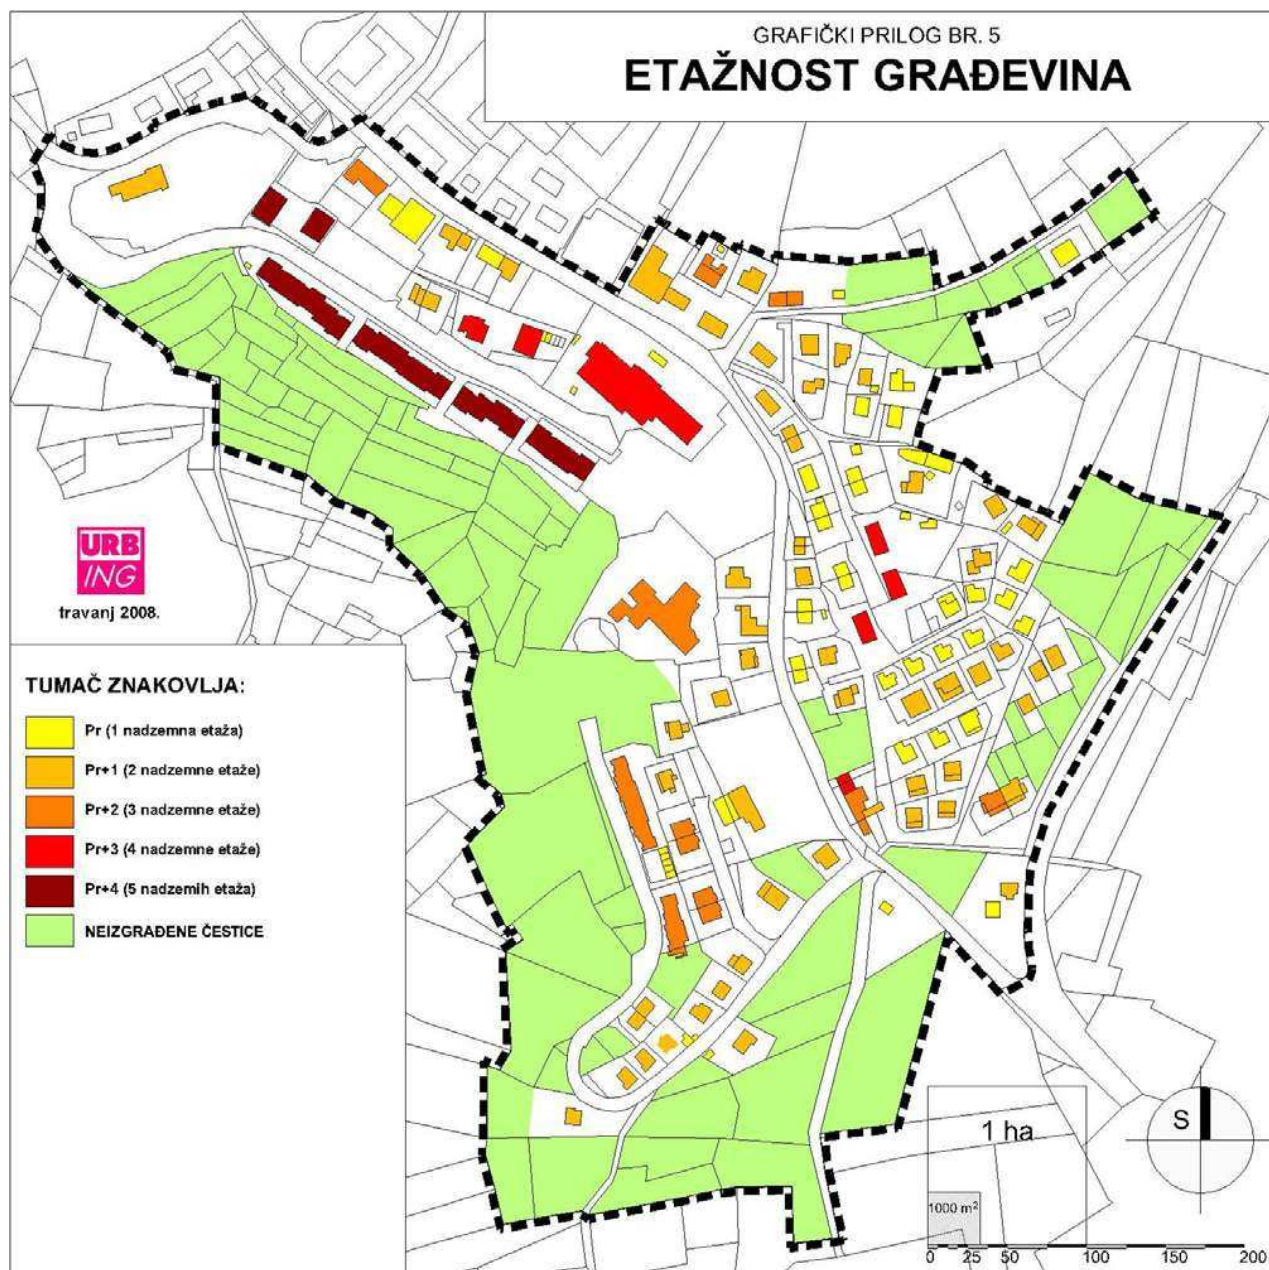 GRAFIČKI PRILOG BR. 5
ETAŽNOST GRAĐEVINA
URB
ING
travanj 2008.
TUMAČ ZNAKOVLJA:
Pr (1 nadzemna etaža)
Pr+1 (2 nadzemne etaže)
Pr+2 (3 nadzemne etaže)
Pr+3 (4 nadzemne etaže)
Pr+4 (5 nadzemih etaža)
NEIZGRAĐENE ČESTICE
1 ha
S
1000 m²
0 25 50 100 150 200